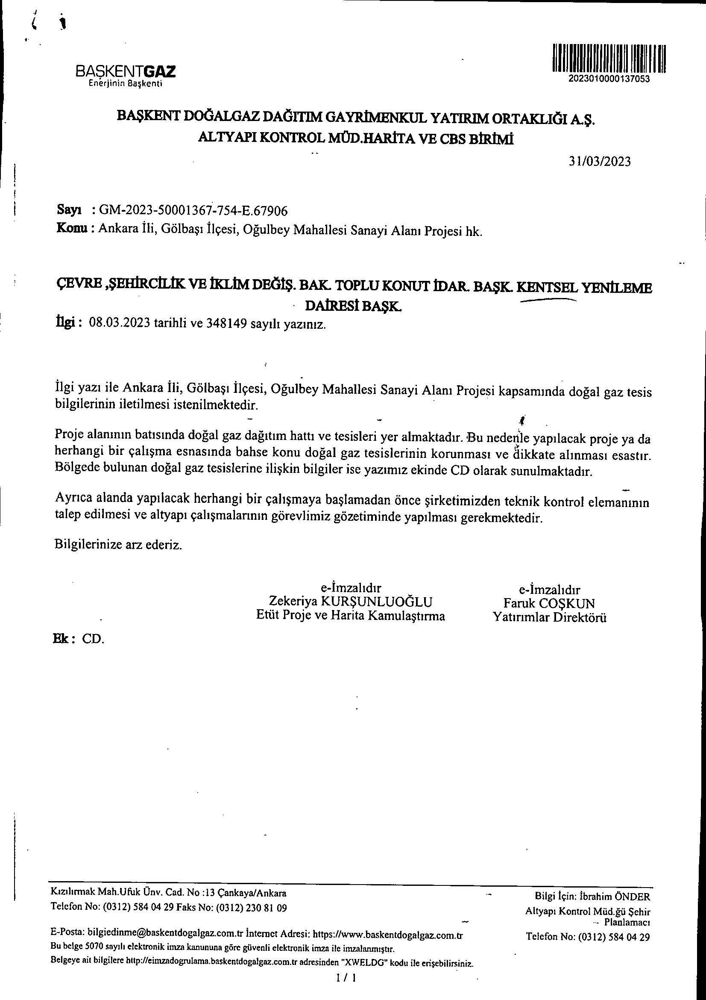 BAŞKENTGAZ
Enerjinin Başkenti
2023010000137053
BAŞKENT DOĞALGAZ DAĞITIM GAYRİMENKUL YATIRIM ORTAKLIĞI A.Ş.
ALTYAPI KONTROL MÜD.HARİTA VE CBS BİRİMİ
31/03/2023
Sayı : GM-2023-50001367-754-E.67906
Konu : Ankara İli, Gölbaşı İlçesi, Oğulbey Mahallesi Sanayi Alanı Projesi hk.
ÇEVRE ,ŞEHİRCİLİK VE İKLİM DEĞİŞ. BAK. TOPLU KONUT İDAR. BAŞK. KENTSEL YENİLEME
DAİRESİ BAŞK.
İlgi : 08.03.2023 tarihli ve 348149 sayılı yazınız.
İlgi yazı ile Ankara İli, Gölbaşı İlçesi, Oğulbey Mahallesi Sanayi Alanı Projesi kapsamında doğal gaz tesis
bilgilerinin iletilmesi istenilmektedir.
Proje alanının batısında doğal gaz dağıtım hattı ve tesisleri yer almaktadır. Bu nedenle yapılacak proje ya da
herhangi bir çalışma esnasında bahse konu doğal gaz tesislerinin korunması ve dikkate alınması esastır.
Bölgede bulunan doğal gaz tesislerine ilişkin bilgiler ise yazımız ekinde CD olarak sunulmaktadır.
Ayrıca alanda yapılacak herhangi bir çalışmaya başlamadan önce şirketimizden teknik kontrol elemanının
talep edilmesi ve altyapı çalışmalarının görevlimiz gözetiminde yapılması gerekmektedir.
Bilgilerinize arz ederiz.
e-İmzalıdır
Zekeriya KURŞUNLUOĞLU
Etüt Proje ve Harita Kamulaştırma
e-İmzalıdır
Faruk COŞKUN
Yatırımlar Direktörü
Ek : CD.
Kızılırmak Mah.Ufuk Ünv. Cad. No :13 Çankaya/Ankara
Telefon No: (0312) 584 04 29 Faks No: (0312) 230 81 09
E-Posta: bilgiedinme@baskentdogalgaz.com.tr İnternet Adresi: https://www.baskentdogalgaz.com.tr
Bu belge 5070 sayılı elektronik imza kanununa göre güvenli elektronik imza ile imzalanmıştır.
Belgeye ait bilgilere http://eimzadogrulama.baskentdogalgaz.com.tr adresinden "XWELDG" kodu ile erişebilirsiniz.
Bilgi İçin: İbrahim ÖNDER
Altyapı Kontrol Müd.ğü Şehir
Planlamacı
Telefon No: (0312) 584 04 29
1 / 1